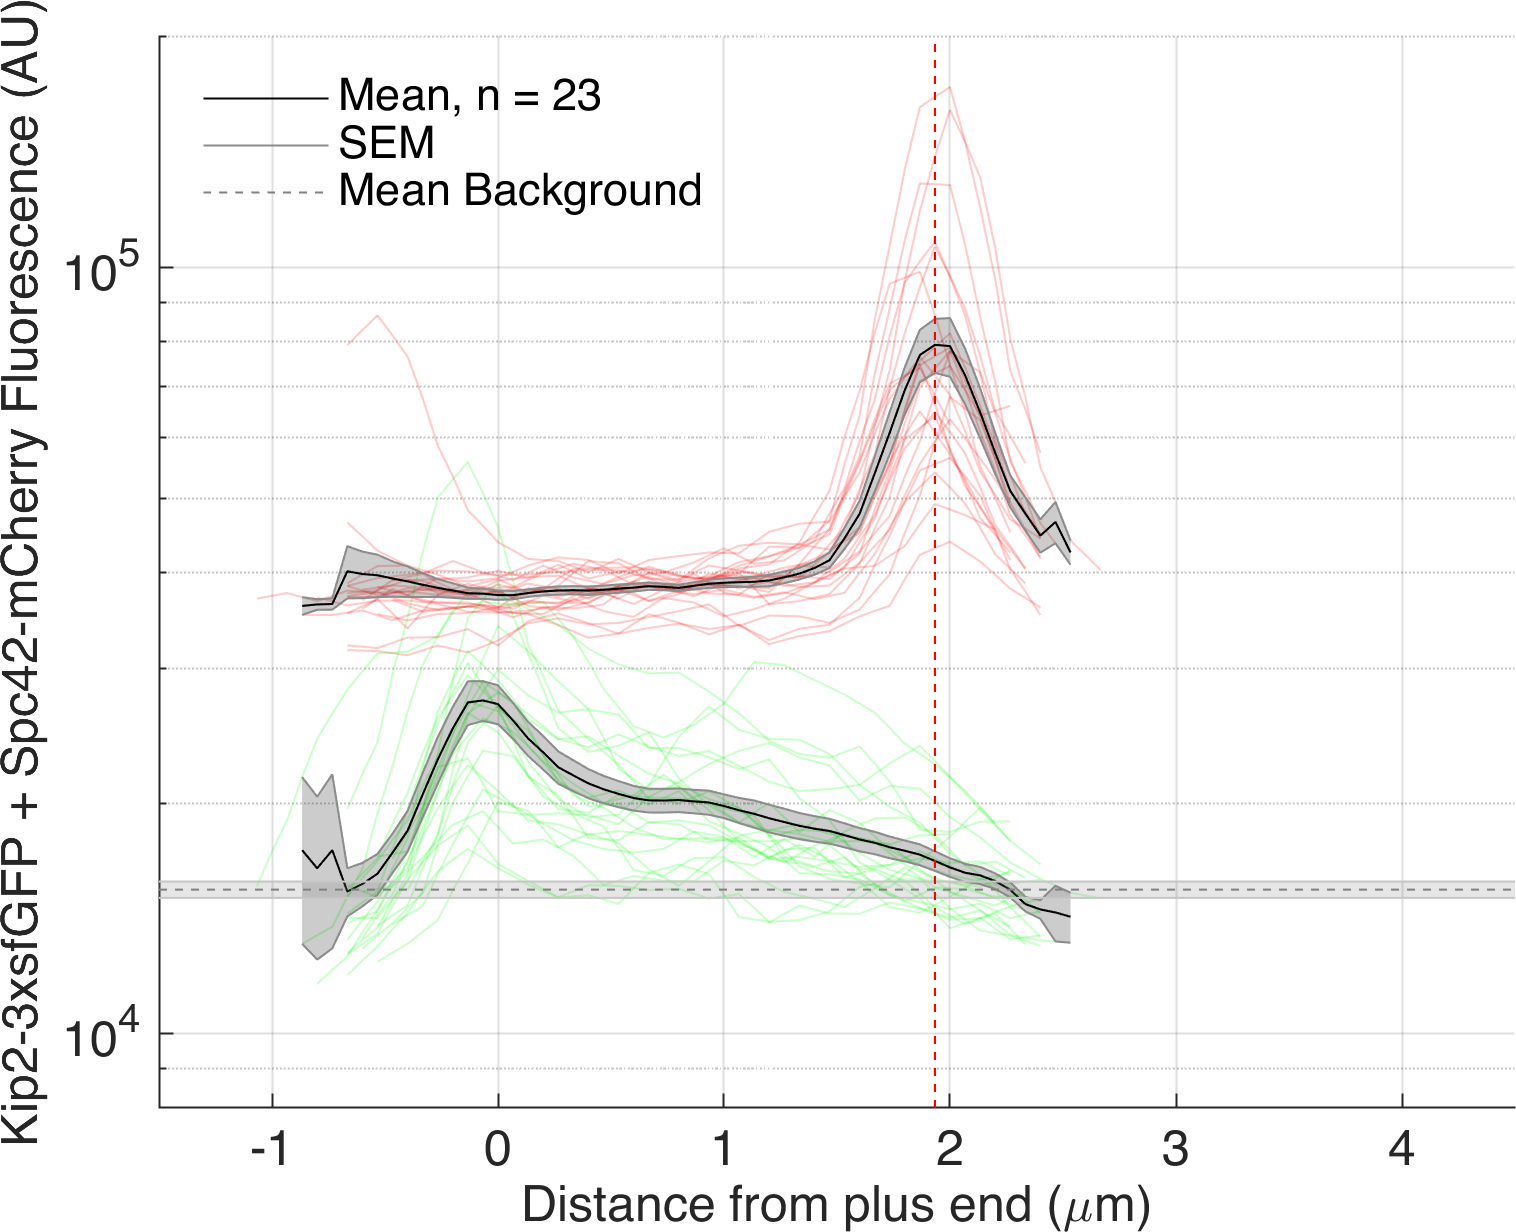 Kip2-3xsfGFP + Spc42-mCherry Fluorescence (AU)
Mean, n = 23
SEM
Mean Background
10^5
10^4
-1 0 1 2 3 4
Distance from plus end (μm)